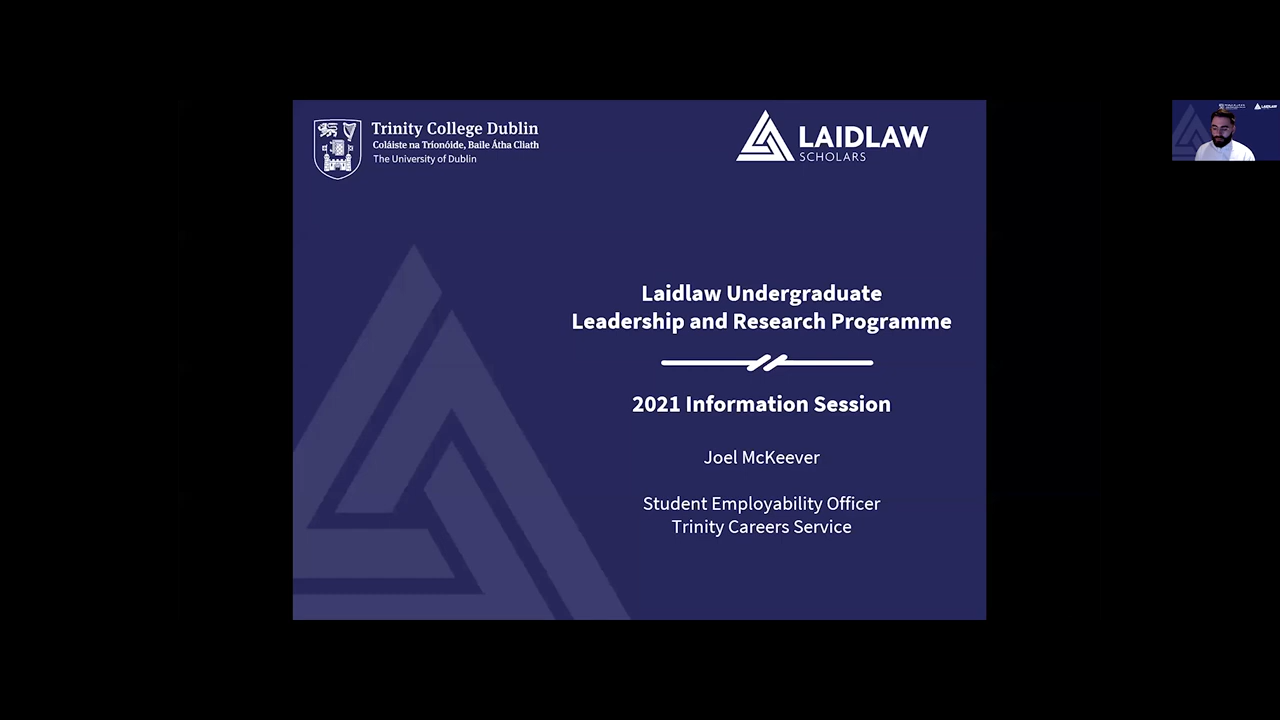 Trinity College Dublin
Coláiste na Tríonóide, Baile Átha Cliath
The University of Dublin
LAIDLAW
SCHOLARS
Laidlaw Undergraduate
Leadership and Research Programme
2021 Information Session
Joel McKeever
Student Employability Officer
Trinity Careers Service
LAIDLAW